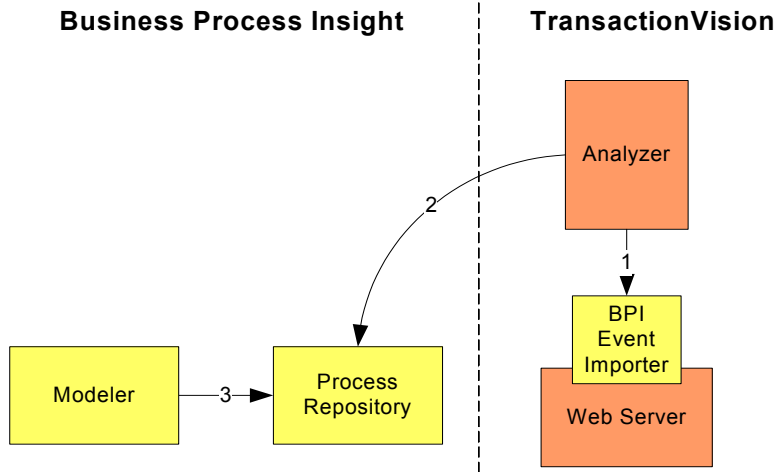 Business Process Insight
TransactionVision
Analyzer
2
1
BPI
Event
Importer
Modeler
3
Process
Repository
Web Server